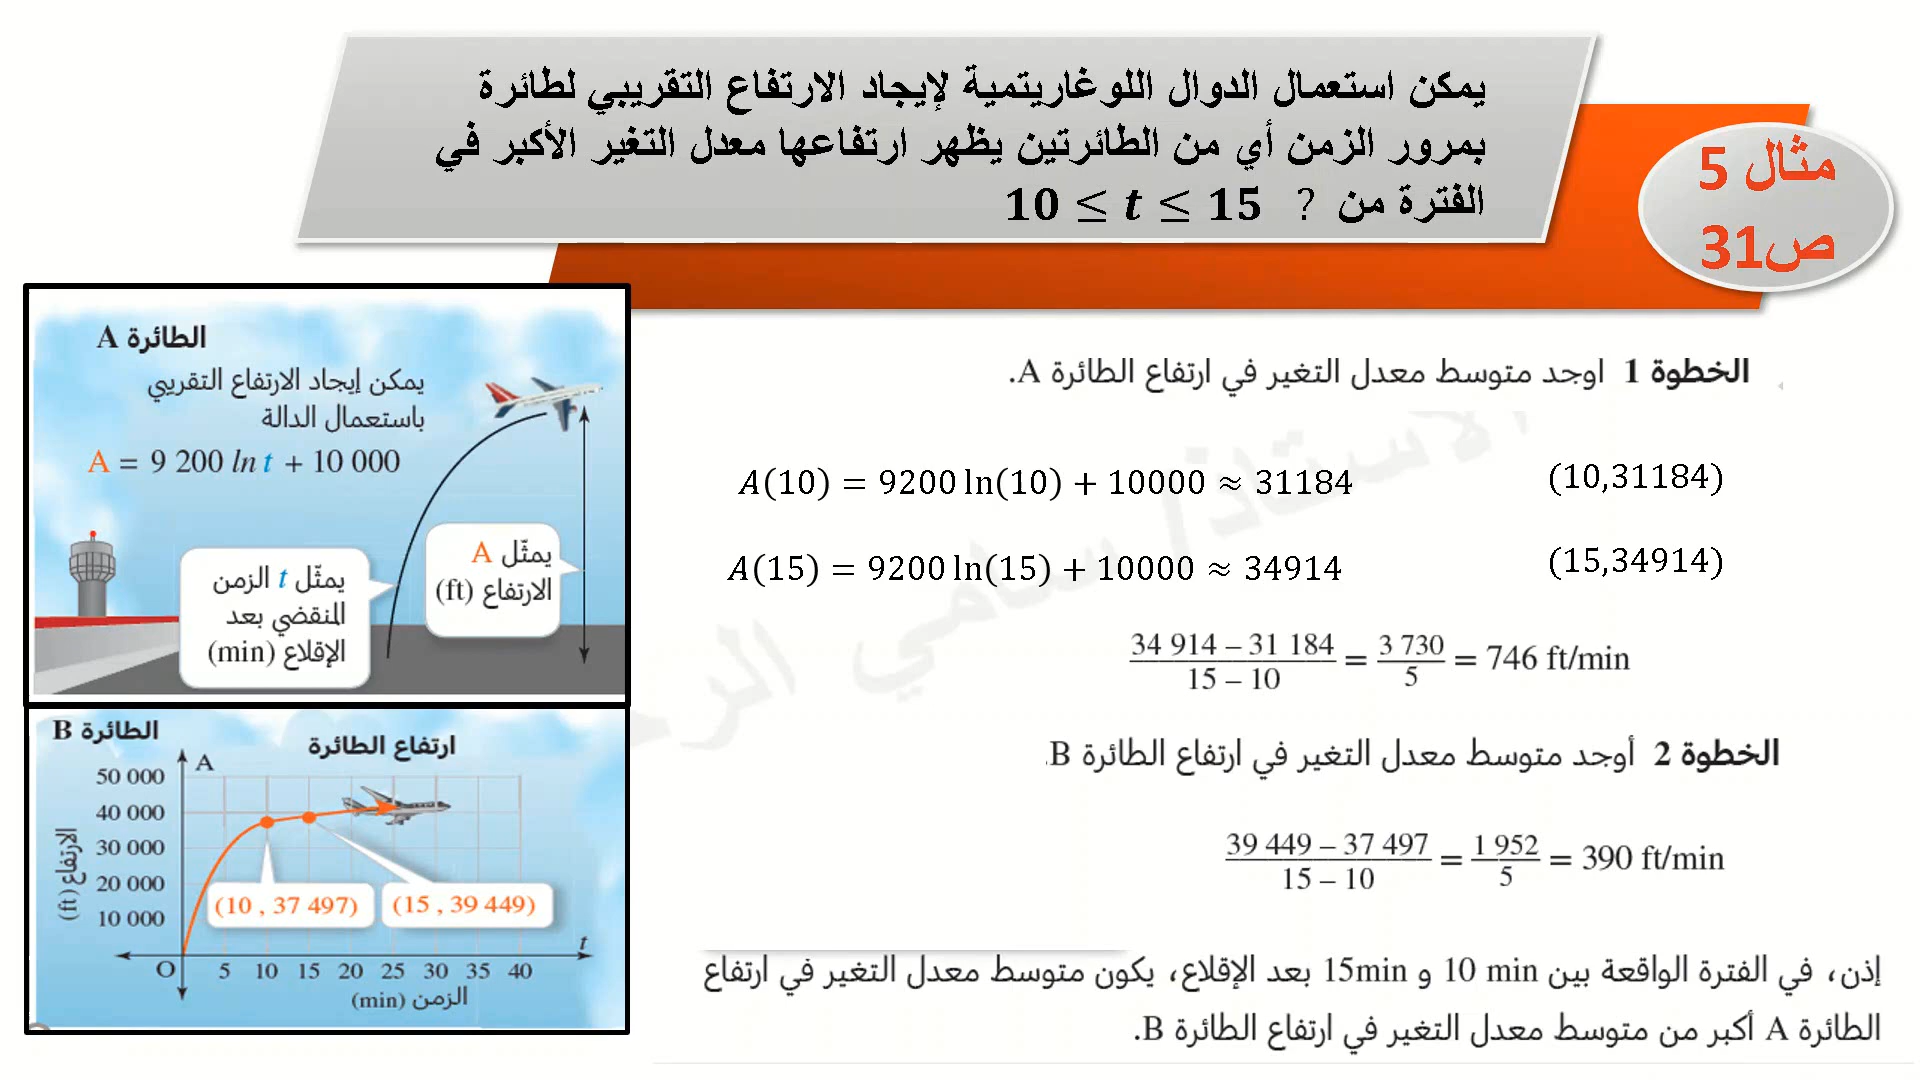 يمكن استعمال الدوال اللوغاريتمية لإيجاد الارتفاع التقريبي لطائرة
بمرور الزمن أي من الطائرتين يظهر ارتفاعها معدل التغير الأكبر في
الفترة من ? 10 ≤ t ≤ 15
مثال 5
ص31
الطائرة A
يمكن إيجاد الارتفاع التقريبي
باستعمال الدالة
A = 9 200 ln t + 10 000
يمثّل A
الارتفاع (ft)
يمثّل t الزمن
المنقضي بعد
الإقلاع (min)
الطائرة B
ارتفاع الطائرة
A
50 000
40 000
30 000
20 000
10 000
الارتفاع (ft)
(10 , 37 497)
(15 , 39 449)
t
O 5 10 15 20 25 30 35 40
الزمن (min)
الخطوة 1 اوجد متوسط معدل التغير في ارتفاع الطائرة A.
A(10) = 9200 ln(10) + 10000 ≈ 31184 (10,31184)
A(15) = 9200 ln(15) + 10000 ≈ 34914 (15,34914)
34 914 – 31 184 / 15 – 10 = 3 730 / 5 = 746 ft/min
الخطوة 2 أوجد متوسط معدل التغير في ارتفاع الطائرة B.
39 449 – 37 497 / 15 – 10 = 1 952 / 5 = 390 ft/min
إذن، في الفترة الواقعة بين 10 min و 15min بعد الإقلاع، يكون متوسط معدل التغير في ارتفاع
الطائرة A أكبر من متوسط معدل التغير في ارتفاع الطائرة B.
الاستاذ/ سامي